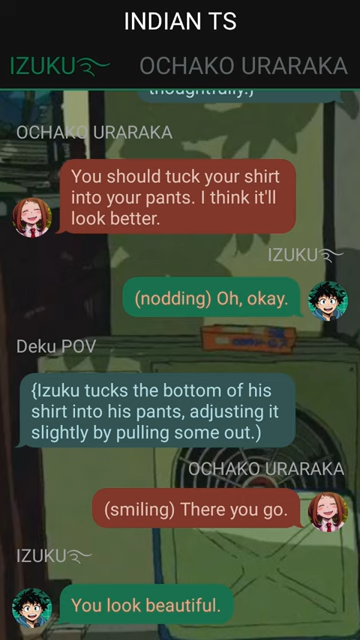 INDIAN TS
IZUKU OCHAKO URARAKA
thoughtfully.}
OCHAKO URARAKA
You should tuck your shirt
into your pants. I think it'll
look better.
IZUKU
(nodding) Oh, okay.
Deku POV
{Izuku tucks the bottom of his
shirt into his pants, adjusting it
slightly by pulling some out.)
OCHAKO URARAKA
(smiling) There you go.
IZUKU
You look beautiful.